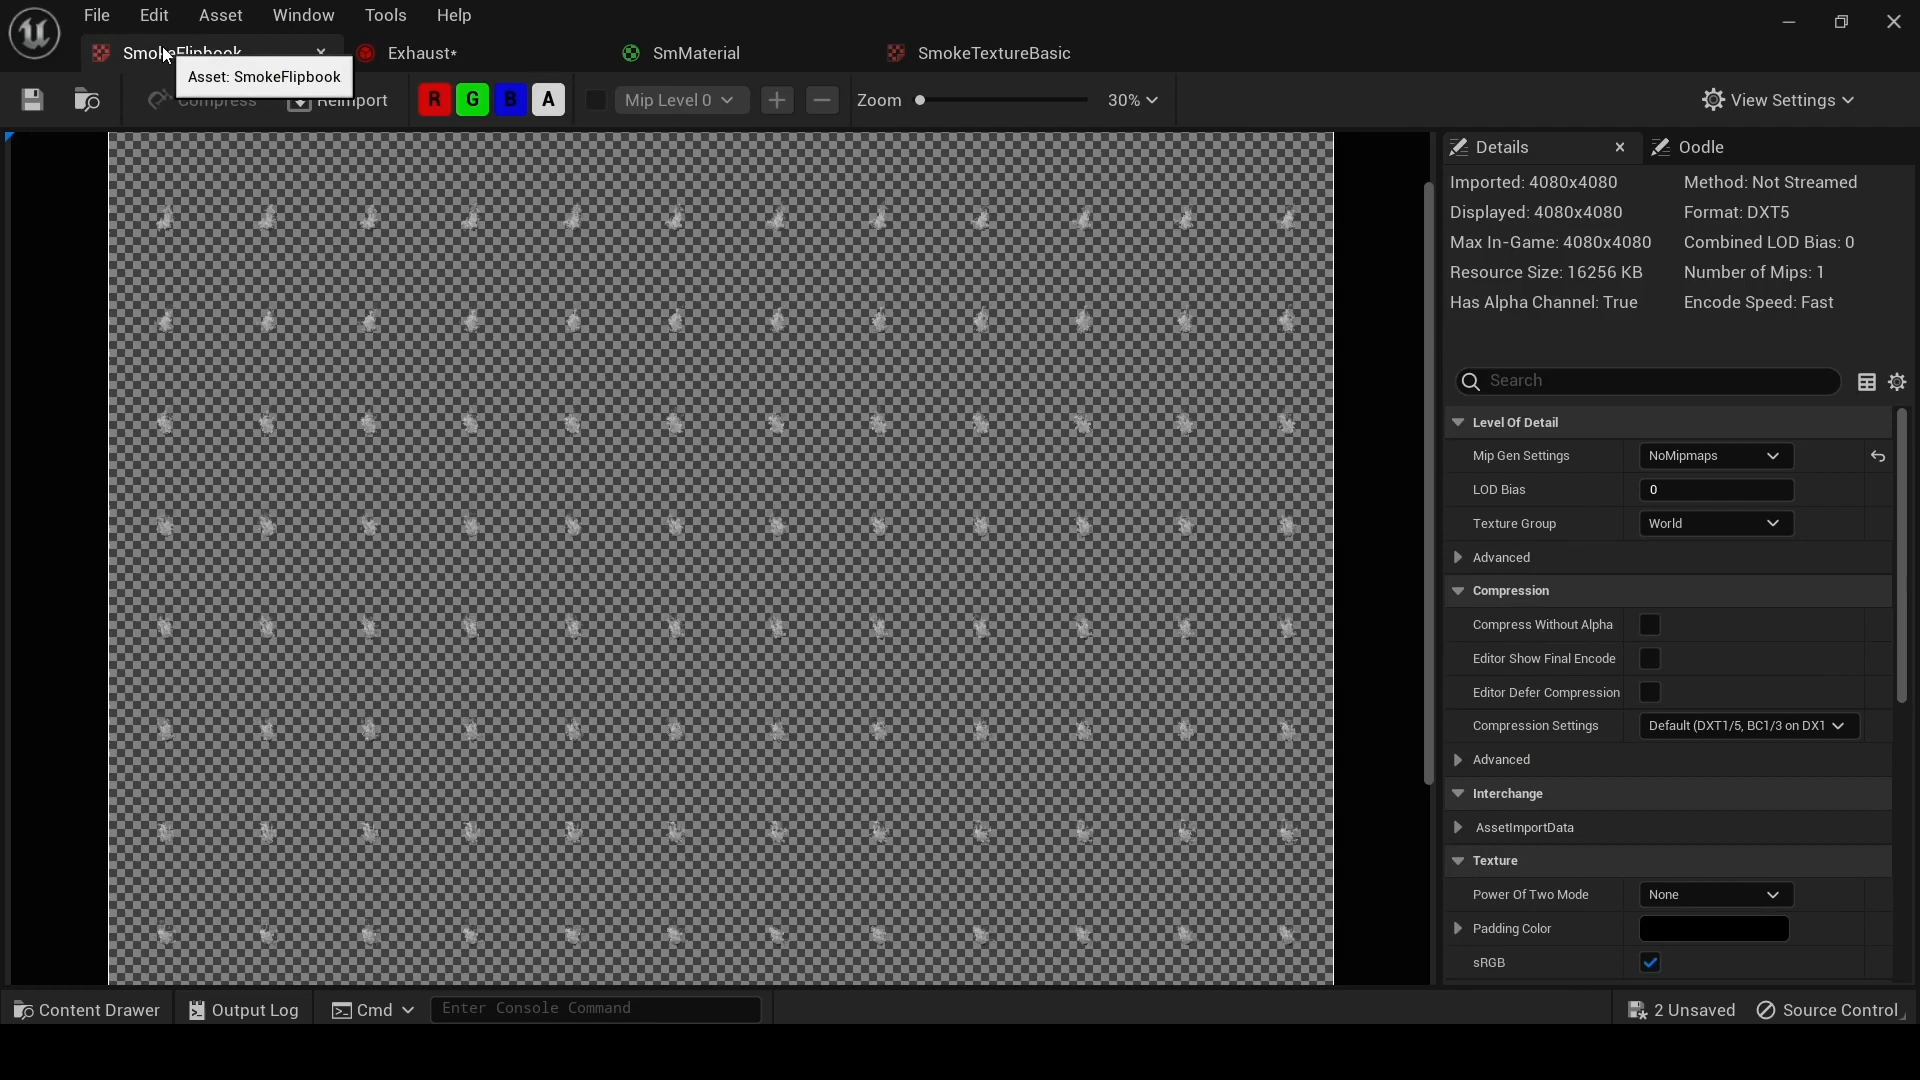 File Edit Asset Window Tools Help
SmokeFlipbook Exhaust* SmMaterial SmokeTextureBasic
Asset: SmokeFlipbook
Compress Reimport R G B A Mip Level 0 Zoom 30% View Settings
Details Oodle
Imported: 4080x4080 Method: Not Streamed
Displayed: 4080x4080 Format: DXT5
Max In-Game: 4080x4080 Combined LOD Bias: 0
Resource Size: 16256 KB Number of Mips: 1
Has Alpha Channel: True Encode Speed: Fast
Search
Level Of Detail
Mip Gen Settings NoMipmaps
LOD Bias 0
Texture Group World
Advanced
Compression
Compress Without Alpha
Editor Show Final Encode
Editor Defer Compression
Compression Settings Default (DXT1/5, BC1/3 on DX1
Advanced
Interchange
AssetImportData
Texture
Power Of Two Mode None
Padding Color
sRGB
Content Drawer Output Log Cmd Enter Console Command 2 Unsaved Source Control